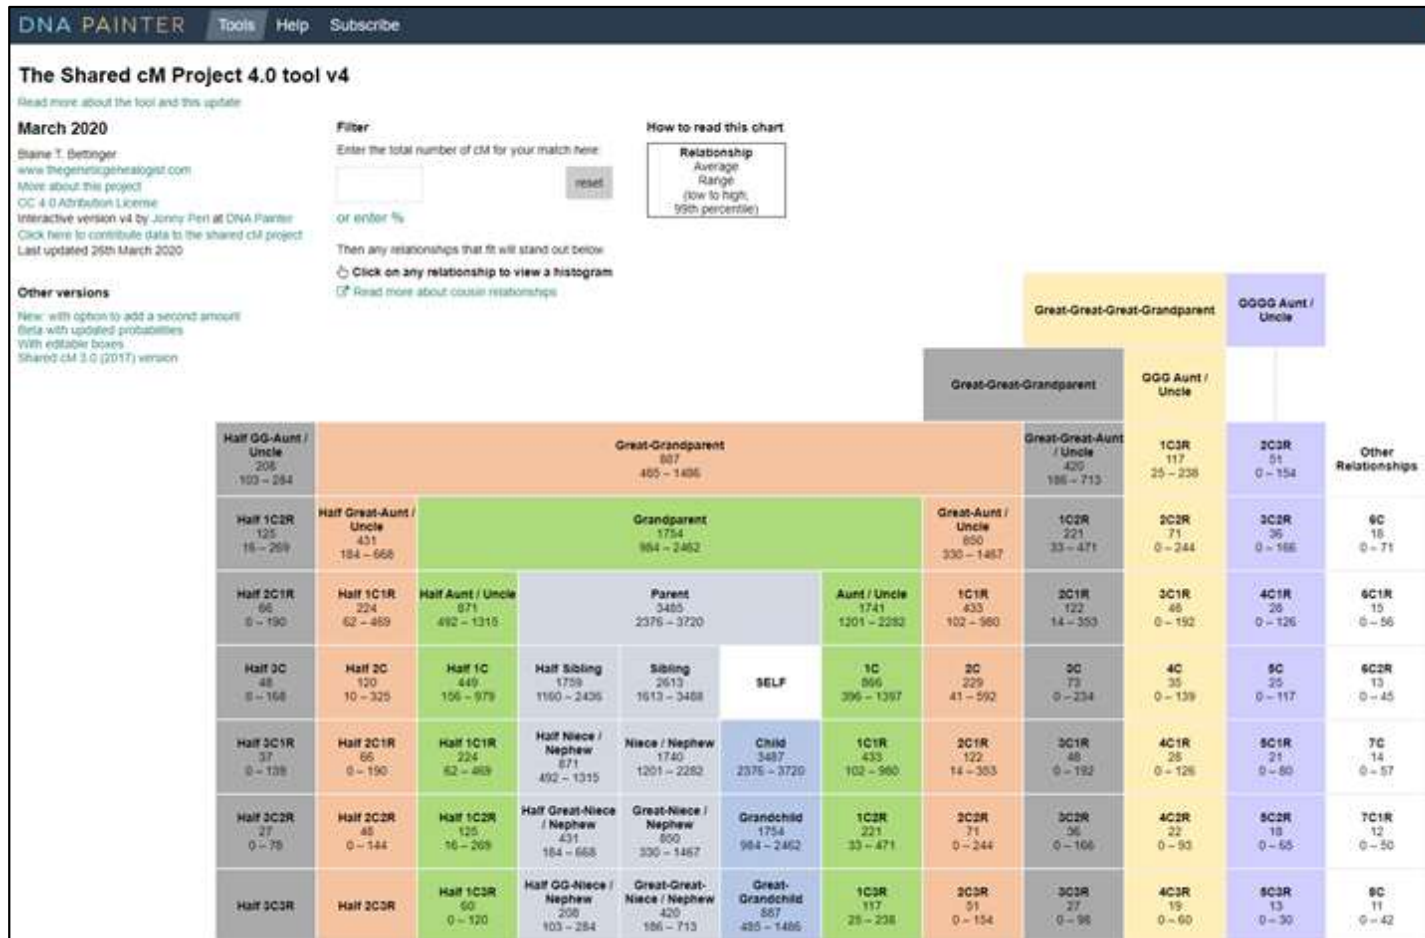 DNA PAINTER Tools Help Subscribe
The Shared cM Project 4.0 tool v4
Read more about the tool and this update
March 2020
Blaine T. Bettinger
www.thegeneticgenealogist.com
More about this project
CC 4.0 Attribution License
Interactive version v4 by Jonny Perl at DNA Painter
Click here to contribute data to the shared cM project
Last updated 26th March 2020
Other versions
New: with option to add a second amount
Beta with updated probabilities
With editable boxes
Shared cM 3.0 (2017) version
Filter
Enter the total number of cM for your match here:
reset
or enter %
Then any relationships that fit will stand out below
Click on any relationship to view a histogram
Read more about cousin relationships
How to read this chart
Relationship
Average
Range
(low to high;
99th percentile)
Great-Great-Great-Grandparent
GGGG Aunt /
Uncle
Great-Great-Grandparent
GGG Aunt /
Uncle
Half GG-Aunt /
Uncle
208
103 – 284
Great-Grandparent
887
485 – 1486
Great-Great-Aunt
/ Uncle
420
186 – 713
1C3R
117
25 – 238
2C3R
51
0 – 154
Other
Relationships
Half 1C2R
125
16 – 269
Half Great-Aunt /
Uncle
431
184 – 668
Grandparent
1754
984 – 2462
Great-Aunt /
Uncle
850
330 – 1467
1C2R
221
33 – 471
2C2R
71
0 – 244
3C2R
36
0 – 166
6C
18
0 – 71
Half 2C1R
66
0 – 190
Half 1C1R
224
62 – 469
Half Aunt / Uncle
871
492 – 1315
Parent
3485
2376 – 3720
Aunt / Uncle
1741
1201 – 2282
1C1R
433
102 – 980
2C1R
122
14 – 353
3C1R
48
0 – 192
4C1R
28
0 – 126
6C1R
15
0 – 56
Half 3C
48
0 – 168
Half 2C
120
10 – 325
Half 1C
449
156 – 979
Half Sibling
1759
1160 – 2436
Sibling
2613
1613 – 3488
SELF
1C
866
396 – 1397
2C
229
41 – 592
3C
73
0 – 234
4C
35
0 – 139
5C
25
0 – 117
6C2R
13
0 – 45
Half 3C1R
37
0 – 139
Half 2C1R
66
0 – 190
Half 1C1R
224
62 – 469
Half Niece /
Nephew
871
492 – 1315
Niece / Nephew
1740
1201 – 2282
Child
3487
2376 – 3720
1C1R
433
102 – 980
2C1R
122
14 – 353
3C1R
48
0 – 192
4C1R
28
0 – 126
5C1R
21
0 – 80
7C
14
0 – 57
Half 3C2R
27
0 – 78
Half 2C2R
48
0 – 144
Half 1C2R
125
16 – 269
Half Great-Niece
/ Nephew
431
184 – 668
Great-Niece /
Nephew
850
330 – 1467
Grandchild
1754
984 – 2462
1C2R
221
33 – 471
2C2R
71
0 – 244
3C2R
36
0 – 166
4C2R
22
0 – 93
5C2R
18
0 – 65
7C1R
12
0 – 50
Half 3C3R
Half 2C3R
Half 1C3R
60
0 – 120
Half GG-Niece /
Nephew
208
103 – 284
Great-Great-
Niece / Nephew
420
186 – 713
Great-
Grandchild
887
485 – 1486
1C3R
117
25 – 238
2C3R
51
0 – 154
3C3R
27
0 – 98
4C3R
19
0 – 60
5C3R
13
0 – 30
8C
11
0 – 42